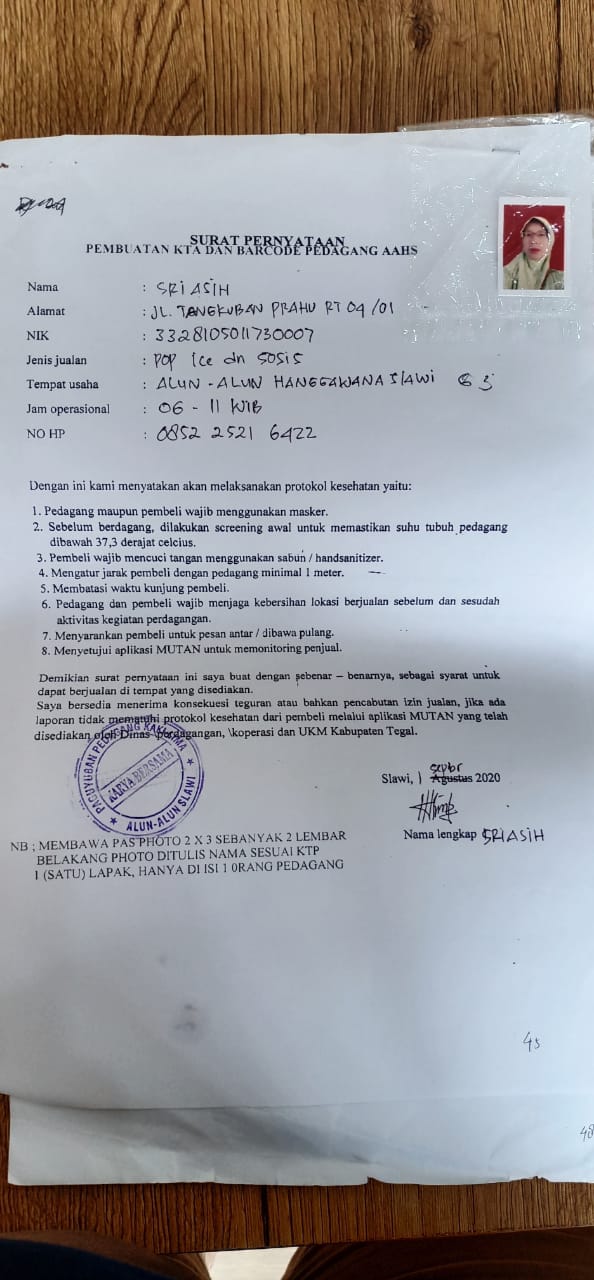 SURAT PERNYATAAN
PEMBUATAN KTA DAN BARCODE PEDAGANG AAHS
Nama : SRI ASIH
Alamat : JL. TANGKUBAN PRAHU RT 04 /01
NIK : 3328105011730007
Jenis jualan : POP Ice dn SOSIS
Tempat usaha : ALUN - ALUN HANGGAWANA SlAWI
Jam operasional : 06 - 11 WIB
NO HP : 0852 2521 6422
Dengan ini kami menyatakan akan melaksanakan protokol kesehatan yaitu:
1. Pedagang maupun pembeli wajib menggunakan masker.
2. Sebelum berdagang, dilakukan screening awal untuk memastikan suhu tubuh pedagang
dibawah 37,3 derajat celcius.
3. Pembeli wajib mencuci tangan menggunakan sabun / handsanitizer.
4. Mengatur jarak pembeli dengan pedagang minimal 1 meter.
5. Membatasi waktu kunjung pembeli.
6. Pedagang dan pembeli wajib menjaga kebersihan lokasi berjualan sebelum dan sesudah
aktivitas kegiatan perdagangan.
7. Menyarankan pembeli untuk pesan antar / dibawa pulang.
8. Menyetujui aplikasi MUTAN untuk memonitoring penjual.
Demikian surat pernyataan ini saya buat dengan sebenar – benarnya, sebagai syarat untuk
dapat berjualan di tempat yang disediakan.
Saya bersedia menerima konsekuesi teguran atau bahkan pencabutan izin jualan, jika ada
laporan tidak mematuhi protokol kesehatan dari pembeli melalui aplikasi MUTAN yang telah
disediakan oleh Dinas \perdagangan, \koperasi dan UKM Kabupaten Tegal.
PAGUYUBAN PEDAGANG KAKI LIMA
KARYA BERSAMA
ALUN-ALUN SLAWI
septbr
Slawi, 1 Agustus 2020
Nama lengkap SRI ASIH
NB ; MEMBAWA PAS PHOTO 2 X 3 SEBANYAK 2 LEMBAR
BELAKANG PHOTO DITULIS NAMA SESUAI KTP
1 (SATU) LAPAK, HANYA DI ISI 1 0RANG PEDAGANG
45
48